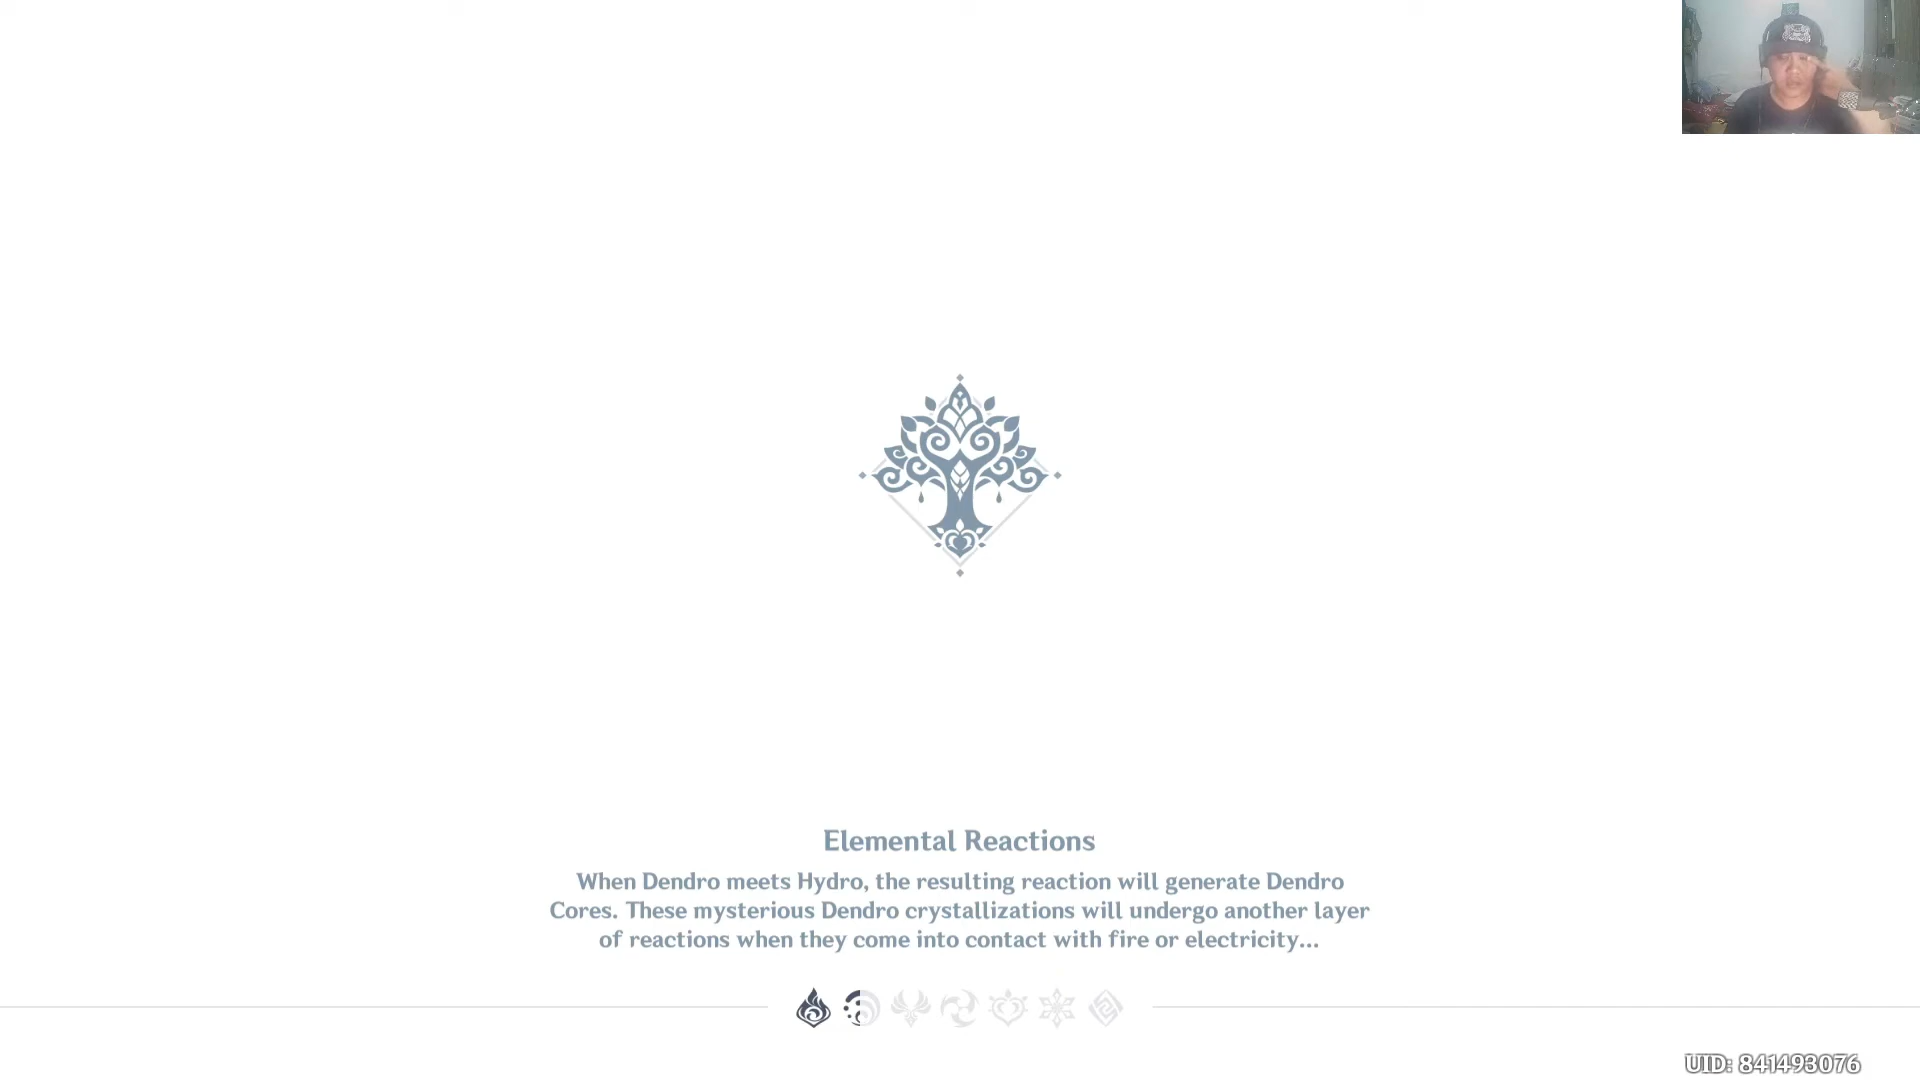 Elemental Reactions
When Dendro meets Hydro, the resulting reaction will generate Dendro
Cores. These mysterious Dendro crystallizations will undergo another layer
of reactions when they come into contact with fire or electricity...
UID: 841493076